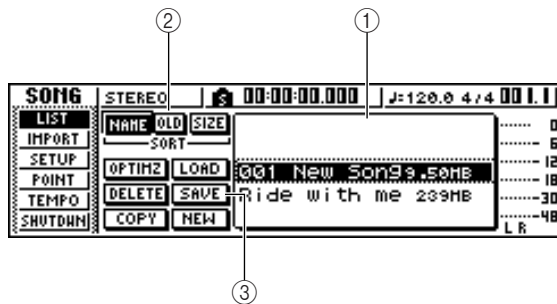 ② ①
SONG STEREO S 00:00:00.000 ♩=120.0 4/4 001.1
LIST NAME OLD SIZE
SORT
IMPORT
SETUP OPTIMZ LOAD 001 New Song 9.50MB
POINT DELETE SAVE Ride with me 239MB
TEMPO
SHUTDWN COPY NEW
0
6
12
18
30
48
L R
③